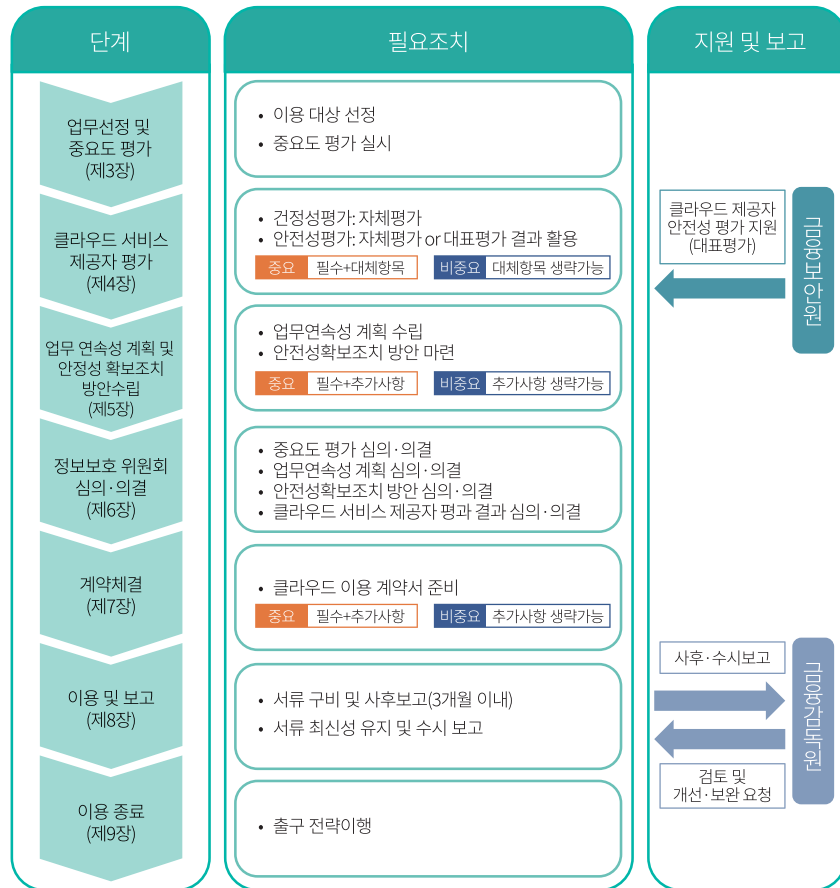 단계
필요조치
지원 및 보고
업무선정 및
중요도 평가
(제3장)
• 이용 대상 선정
• 중요도 평가 실시
클라우드 서비스
제공자 평가
(제4장)
• 건정성평가: 자체평가
• 안전성평가: 자체평가 or 대표평가 결과 활용
중요 필수+대체항목 비중요 대체항목 생략가능
클라우드 제공자
안전성 평가 지원
(대표평가)
금융보안원
업무 연속성 계획 및
안정성 확보조치
방안수립
(제5장)
• 업무연속성 계획 수립
• 안전성확보조치 방안 마련
중요 필수+추가사항 비중요 추가사항 생략가능
정보보호 위원회
심의·의결
(제6장)
• 중요도 평가 심의·의결
• 업무연속성 계획 심의·의결
• 안전성확보조치 방안 심의·의결
• 클라우드 서비스 제공자 평과 결과 심의·의결
계약체결
(제7장)
• 클라우드 이용 계약서 준비
중요 필수+추가사항 비중요 추가사항 생략가능
이용 및 보고
(제8장)
• 서류 구비 및 사후보고(3개월 이내)
• 서류 최신성 유지 및 수시 보고
사후·수시보고
금융감독원
검토 및
개선·보완 요청
이용 종료
(제9장)
• 출구 전략이행